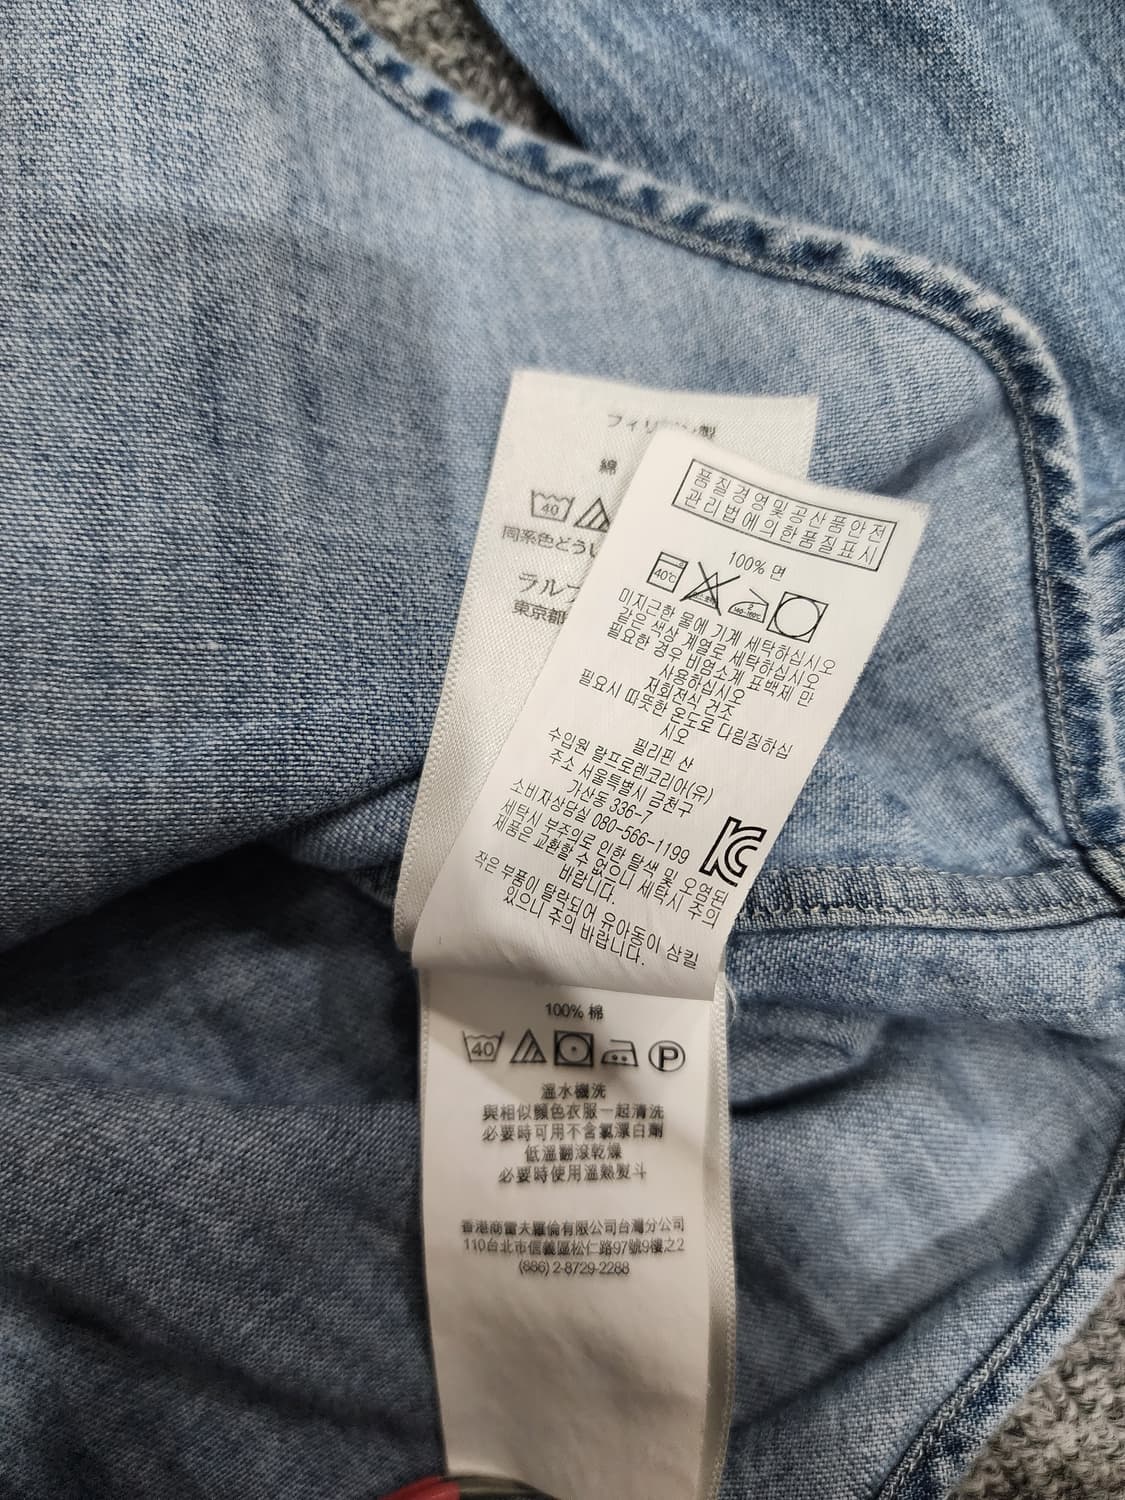 フィリ
製
綿
40
同系色どう
ラルフ
東京都
품질경영및공산품안전
관리법에의한품질표시
100% 면
40℃
미지근한 물에 기계 세탁하십시오
같은 색상 계열로 세탁하십시오
필요한 경우 비염소계 표백제 만
사용하십시오
저회전식 건조
필요시 따뜻한 온도로 다림질하십
시오
필리핀 산
수입원 랄프로렌코리아(유)
주소 서울특별시 금천구
가산동 336-7
소비자상담실 080-566-1199
세탁시 부주의로 인한 탈색 및 오염된
제품은 교환할수 없으니 세탁시 주의
바랍니다.
작은 부품이 탈락되어 유아동이 삼킬
있으니 주의 바랍니다.
100% 棉
40
P
溫水機洗
與相似顏色衣服一起清洗
必要時可用不含氯漂白劑
低溫翻滾乾燥
必要時使用溫熱熨斗
香港商雷夫羅倫有限公司台灣分公司
110台北市信義區松仁路97號9樓之2
(886) 2-8729-2288